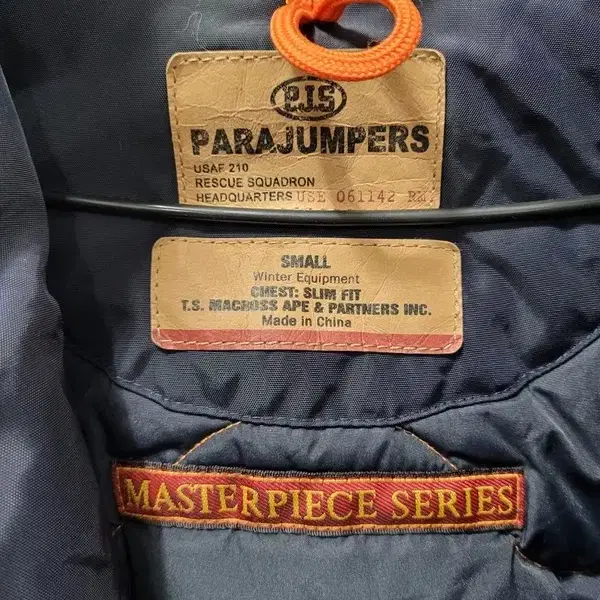 P.J.S
PARAJUMPERS
USAF 210
RESCUE SQUADRON
HEADQUARTERS USE 061142
SMALL
Winter Equipment
CHEST: SLIM FIT
T.S. MACROSS APE & PARTNERS INC.
Made in China
MASTERPIECE SERIES